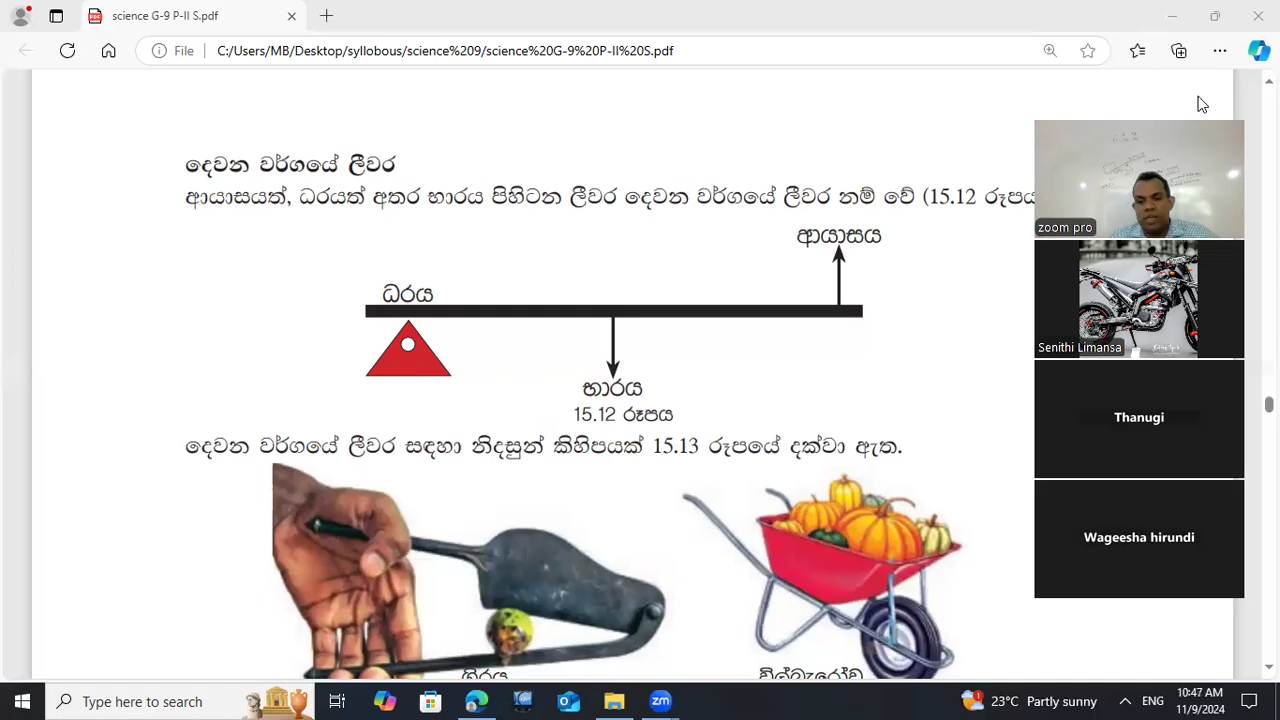 science G-9 P-II S.pdf
File
C:/Users/MB/Desktop/syllobous/science%209/science%20G-9%20P-II%20S.pdf
දෙවන වර්ගයේ ලීවර
ආයාසයත්, ධරයත් අතර භාරය පිහිටන ලීවර දෙවන වර්ගයේ ලීවර නම් වේ (15.12 රූපය
ආයාසය
ධරය
භාරය
15.12 රූපය
දෙවන වර්ගයේ ලීවර සඳහා නිදසුන් කිහිපයක් 15.13 රූපයේ දක්වා ඇත.
ගිරය
විල්බැරෝව
zoom pro
Senithi Limansa
Thanugi
Wageesha hirundi
Type here to search
zm
23°C Partly sunny
ENG
10:47 AM
11/9/2024